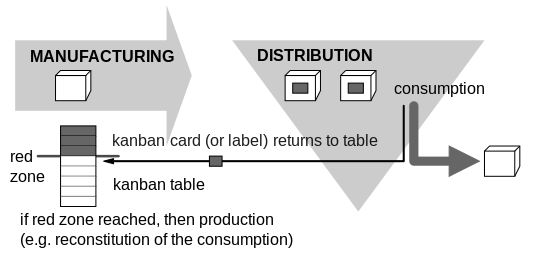 MANUFACTURING
DISTRIBUTION
consumption
kanban card (or label) returns to table
red
zone
kanban table
if red zone reached, then production
(e.g. reconstitution of the consumption)